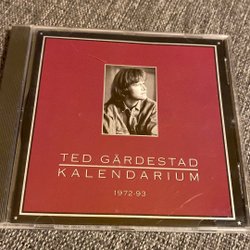 TED GÄRDESTAD
KALENDARIUM
1972-93